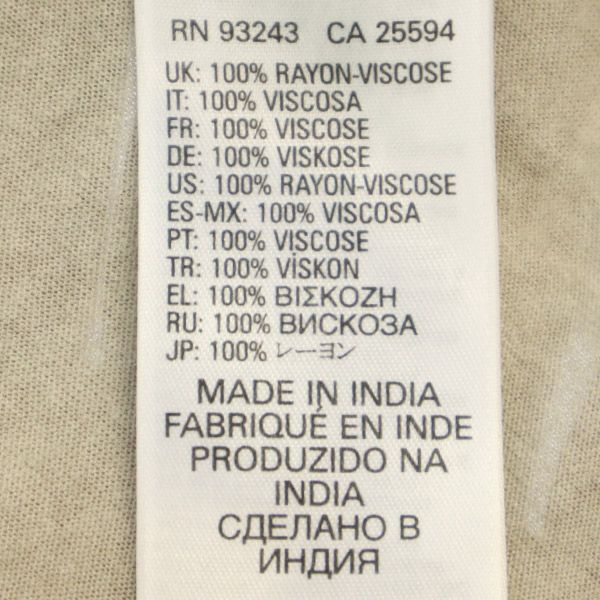 RN 93243 CA 25594
UK: 100% RAYON-VISCOSE
IT: 100% VISCOSA
FR: 100% VISCOSE
DE: 100% VISKOSE
US: 100% RAYON-VISCOSE
ES-MX: 100% VISCOSA
PT: 100% VISCOSE
TR: 100% VİSKON
EL: 100% ΒΙΣΚΟΖΗ
RU: 100% ВИСКОЗА
JP: 100% レーヨン
MADE IN INDIA
FABRIQUÉ EN INDE
PRODUZIDO NA
INDIA
СДЕЛАНО В
ИНДИЯ